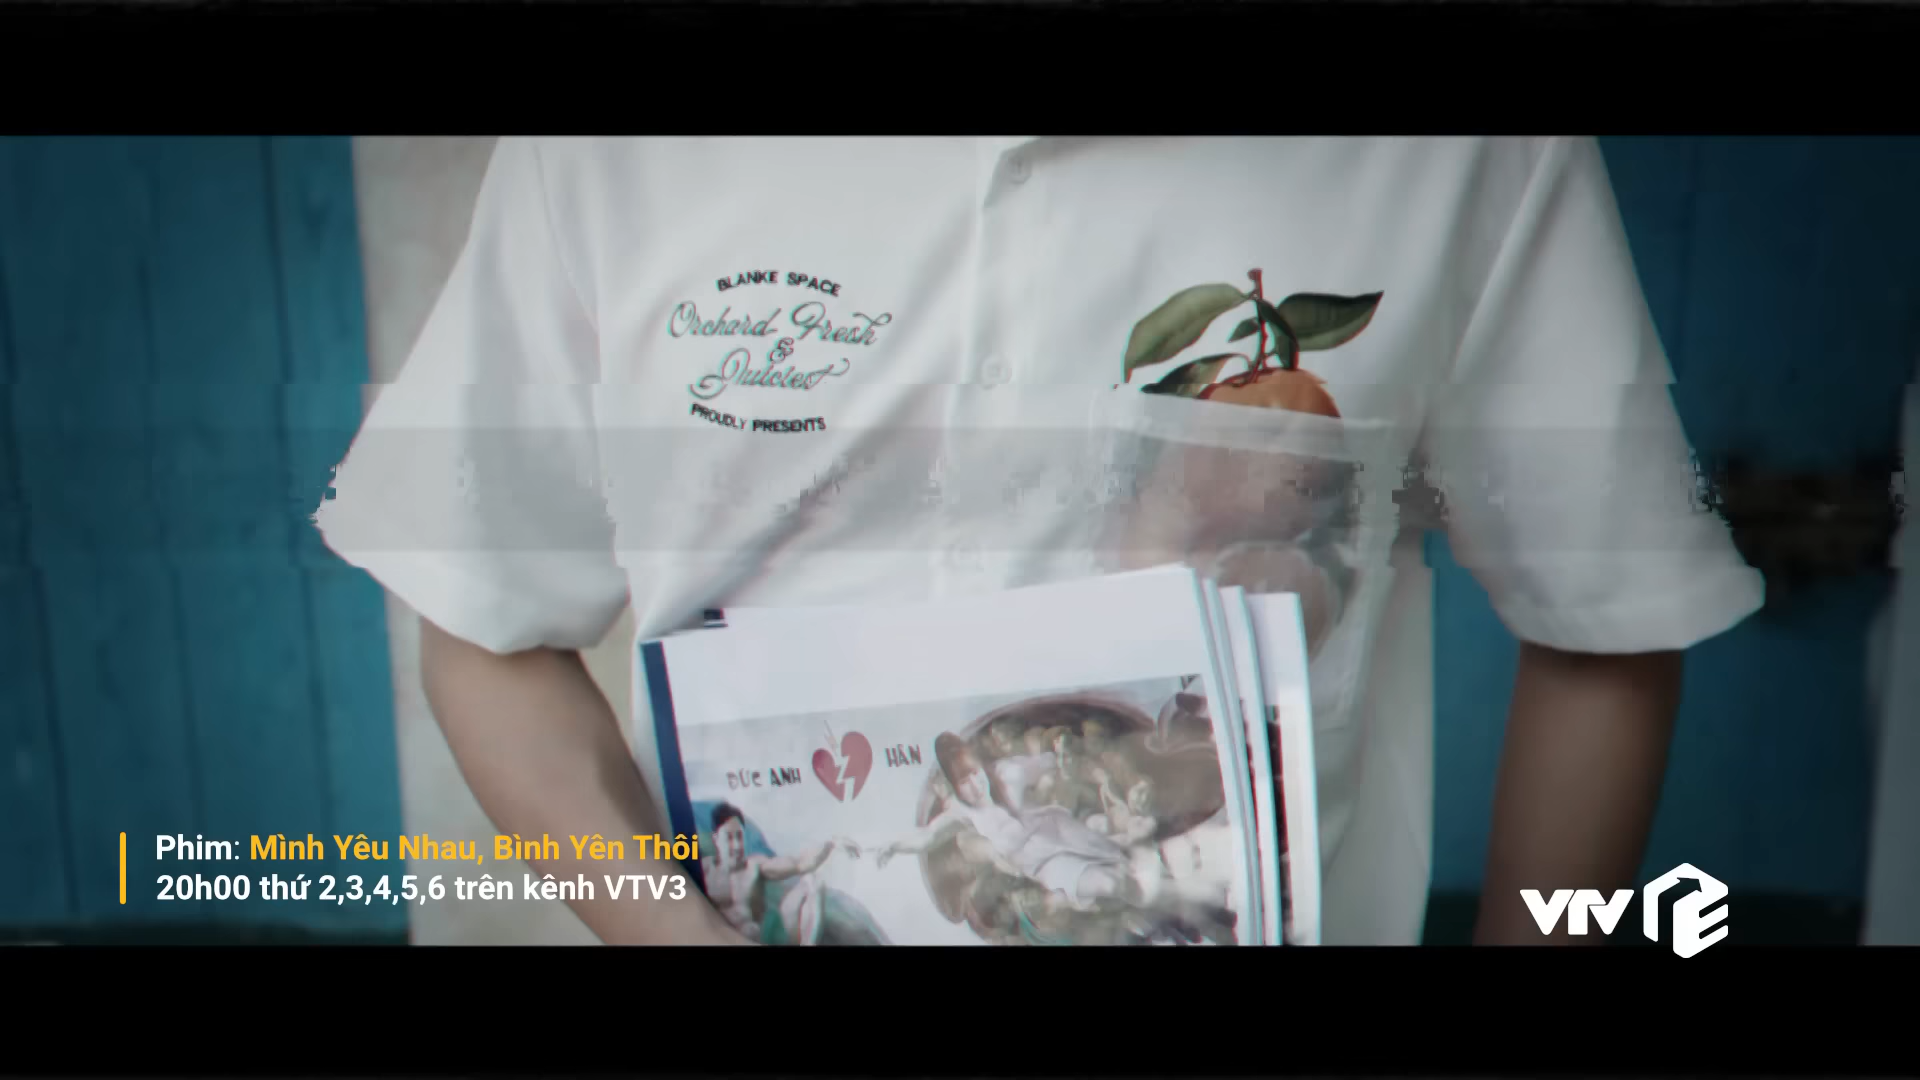 BLANKE SPACE
Orchard Fresh
&
Juiciest
PROUDLY PRESENTS
ĐỨC ANH
HÂN
Phim: Mình Yêu Nhau, Bình Yên Thôi
20h00 thứ 2,3,4,5,6 trên kênh VTV3
VTV